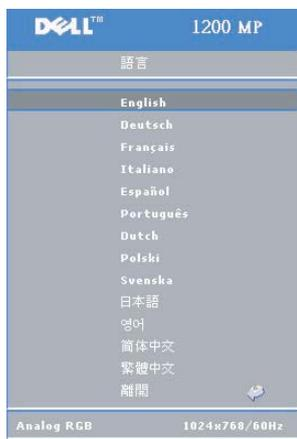 DELL™ 1200 MP
語言
English
Deutsch
Français
Italiano
Español
Português
Dutch
Polski
Svenska
日本語
영어
简体中文
繁體中文
離開
Analog RGB 1024x768/60Hz